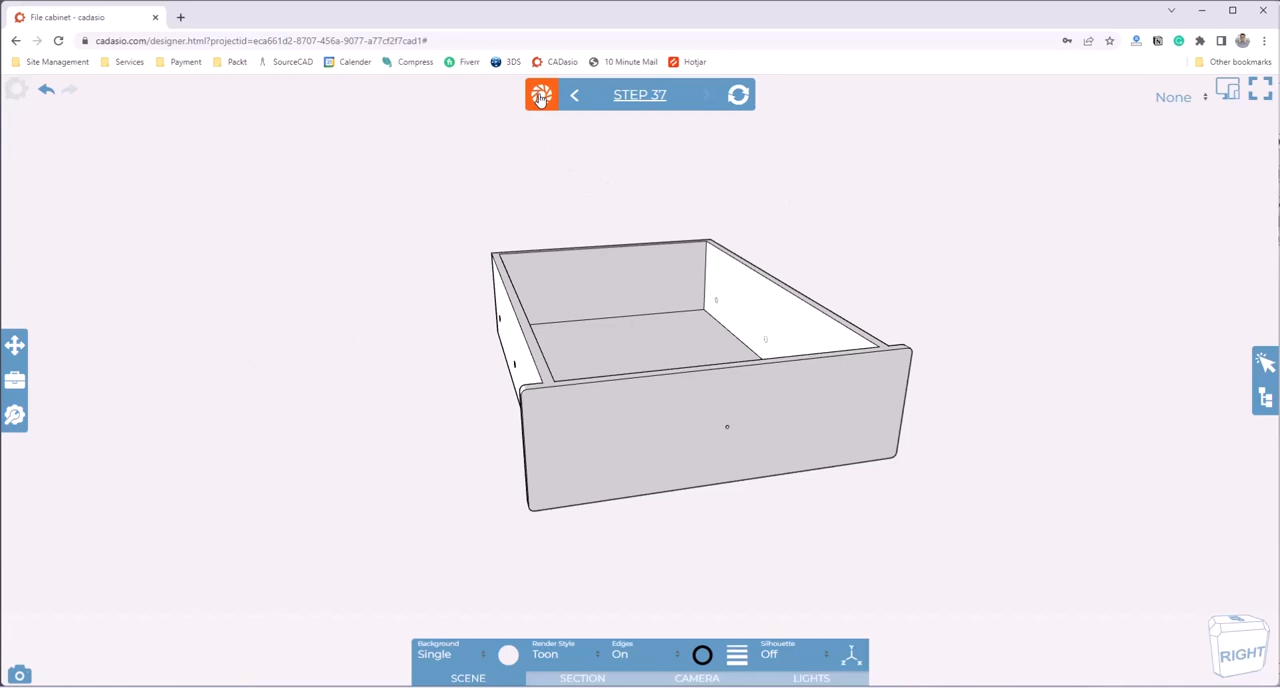 File cabinet - cadasio
cadasio.com/designer.html?projectid=eca661d2-8707-456a-9077-a77cf2f7cad1#
Site Management Services Payment Packt SourceCAD Calender Compress Fiverr 3DS CADasio 10 Minute Mail Hotjar Other bookmarks
STEP 37
None
RIGHT
Background Render Style Edges Silhouette
Single Toon On Off
SCENE SECTION CAMERA LIGHTS